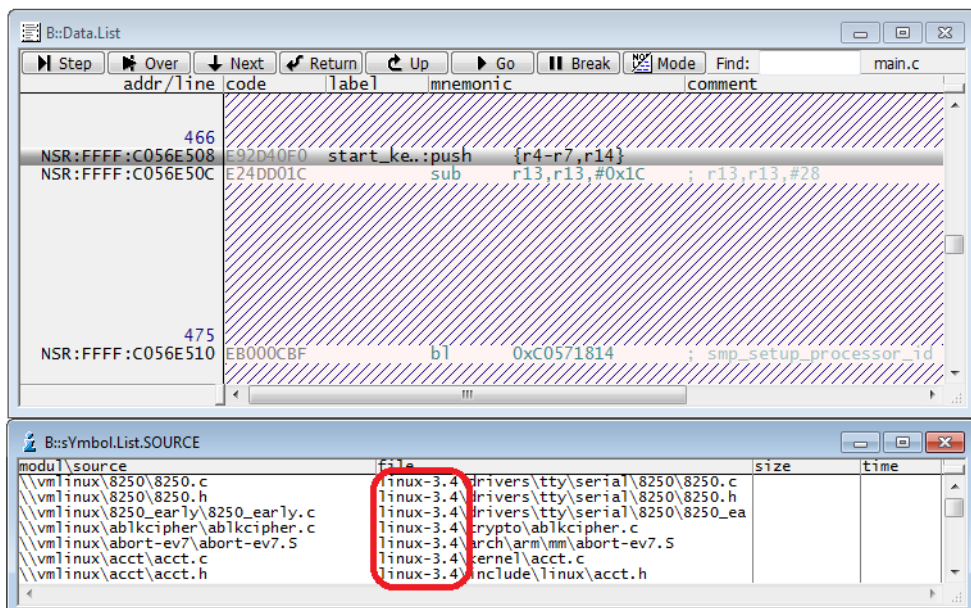 B::Data.List
Step Over Next Return Up Go Break Mode Find: main.c
addr/line code label mnemonic comment
466
NSR:FFFF:C056E508 E92D40F0 start_ke..:push {r4-r7,r14}
NSR:FFFF:C056E50C E24DD01C sub r13,r13,#0x1C ; r13,r13,#28
475
NSR:FFFF:C056E510 EB000CBF bl 0xC0571814 ; smp_setup_processor_id
B::sYmbol.List.SOURCE
modul\source file size time
\\vmlinux\8250\8250.c linux-3.4\drivers\tty\serial\8250\8250.c
\\vmlinux\8250\8250.h linux-3.4\drivers\tty\serial\8250\8250.h
\\vmlinux\8250_early\8250_early.c linux-3.4\drivers\tty\serial\8250\8250_ea
\\vmlinux\ablkcipher\ablkcipher.c linux-3.4\crypto\ablkcipher.c
\\vmlinux\abort-ev7\abort-ev7.S linux-3.4\arch\arm\mm\abort-ev7.S
\\vmlinux\acct\acct.c linux-3.4\kernel\acct.c
\\vmlinux\acct\acct.h linux-3.4\include\linux\acct.h